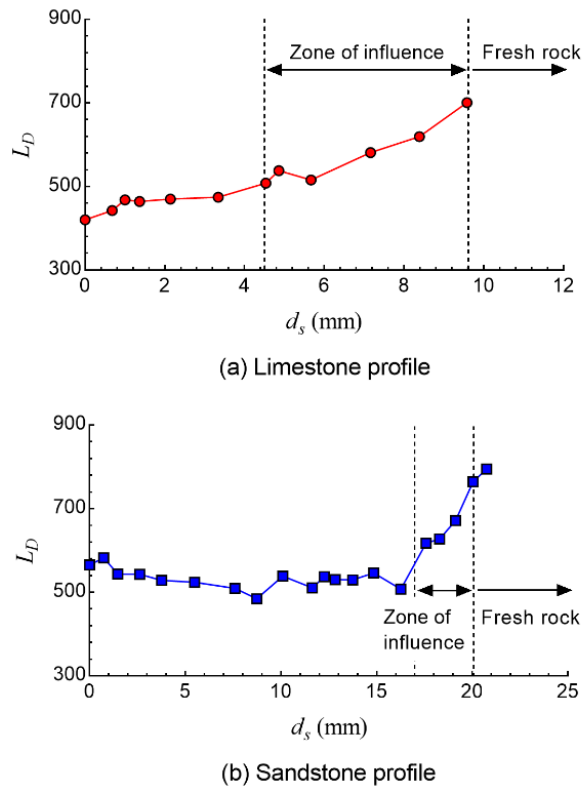 900
Zone of influence Fresh rock
700
L_D
500
300
0 2 4 6 8 10 12
d_s (mm)
(a) Limestone profile
900
700
L_D
500
Zone of Fresh rock
influence
300
0 5 10 15 20 25
d_s (mm)
(b) Sandstone profile